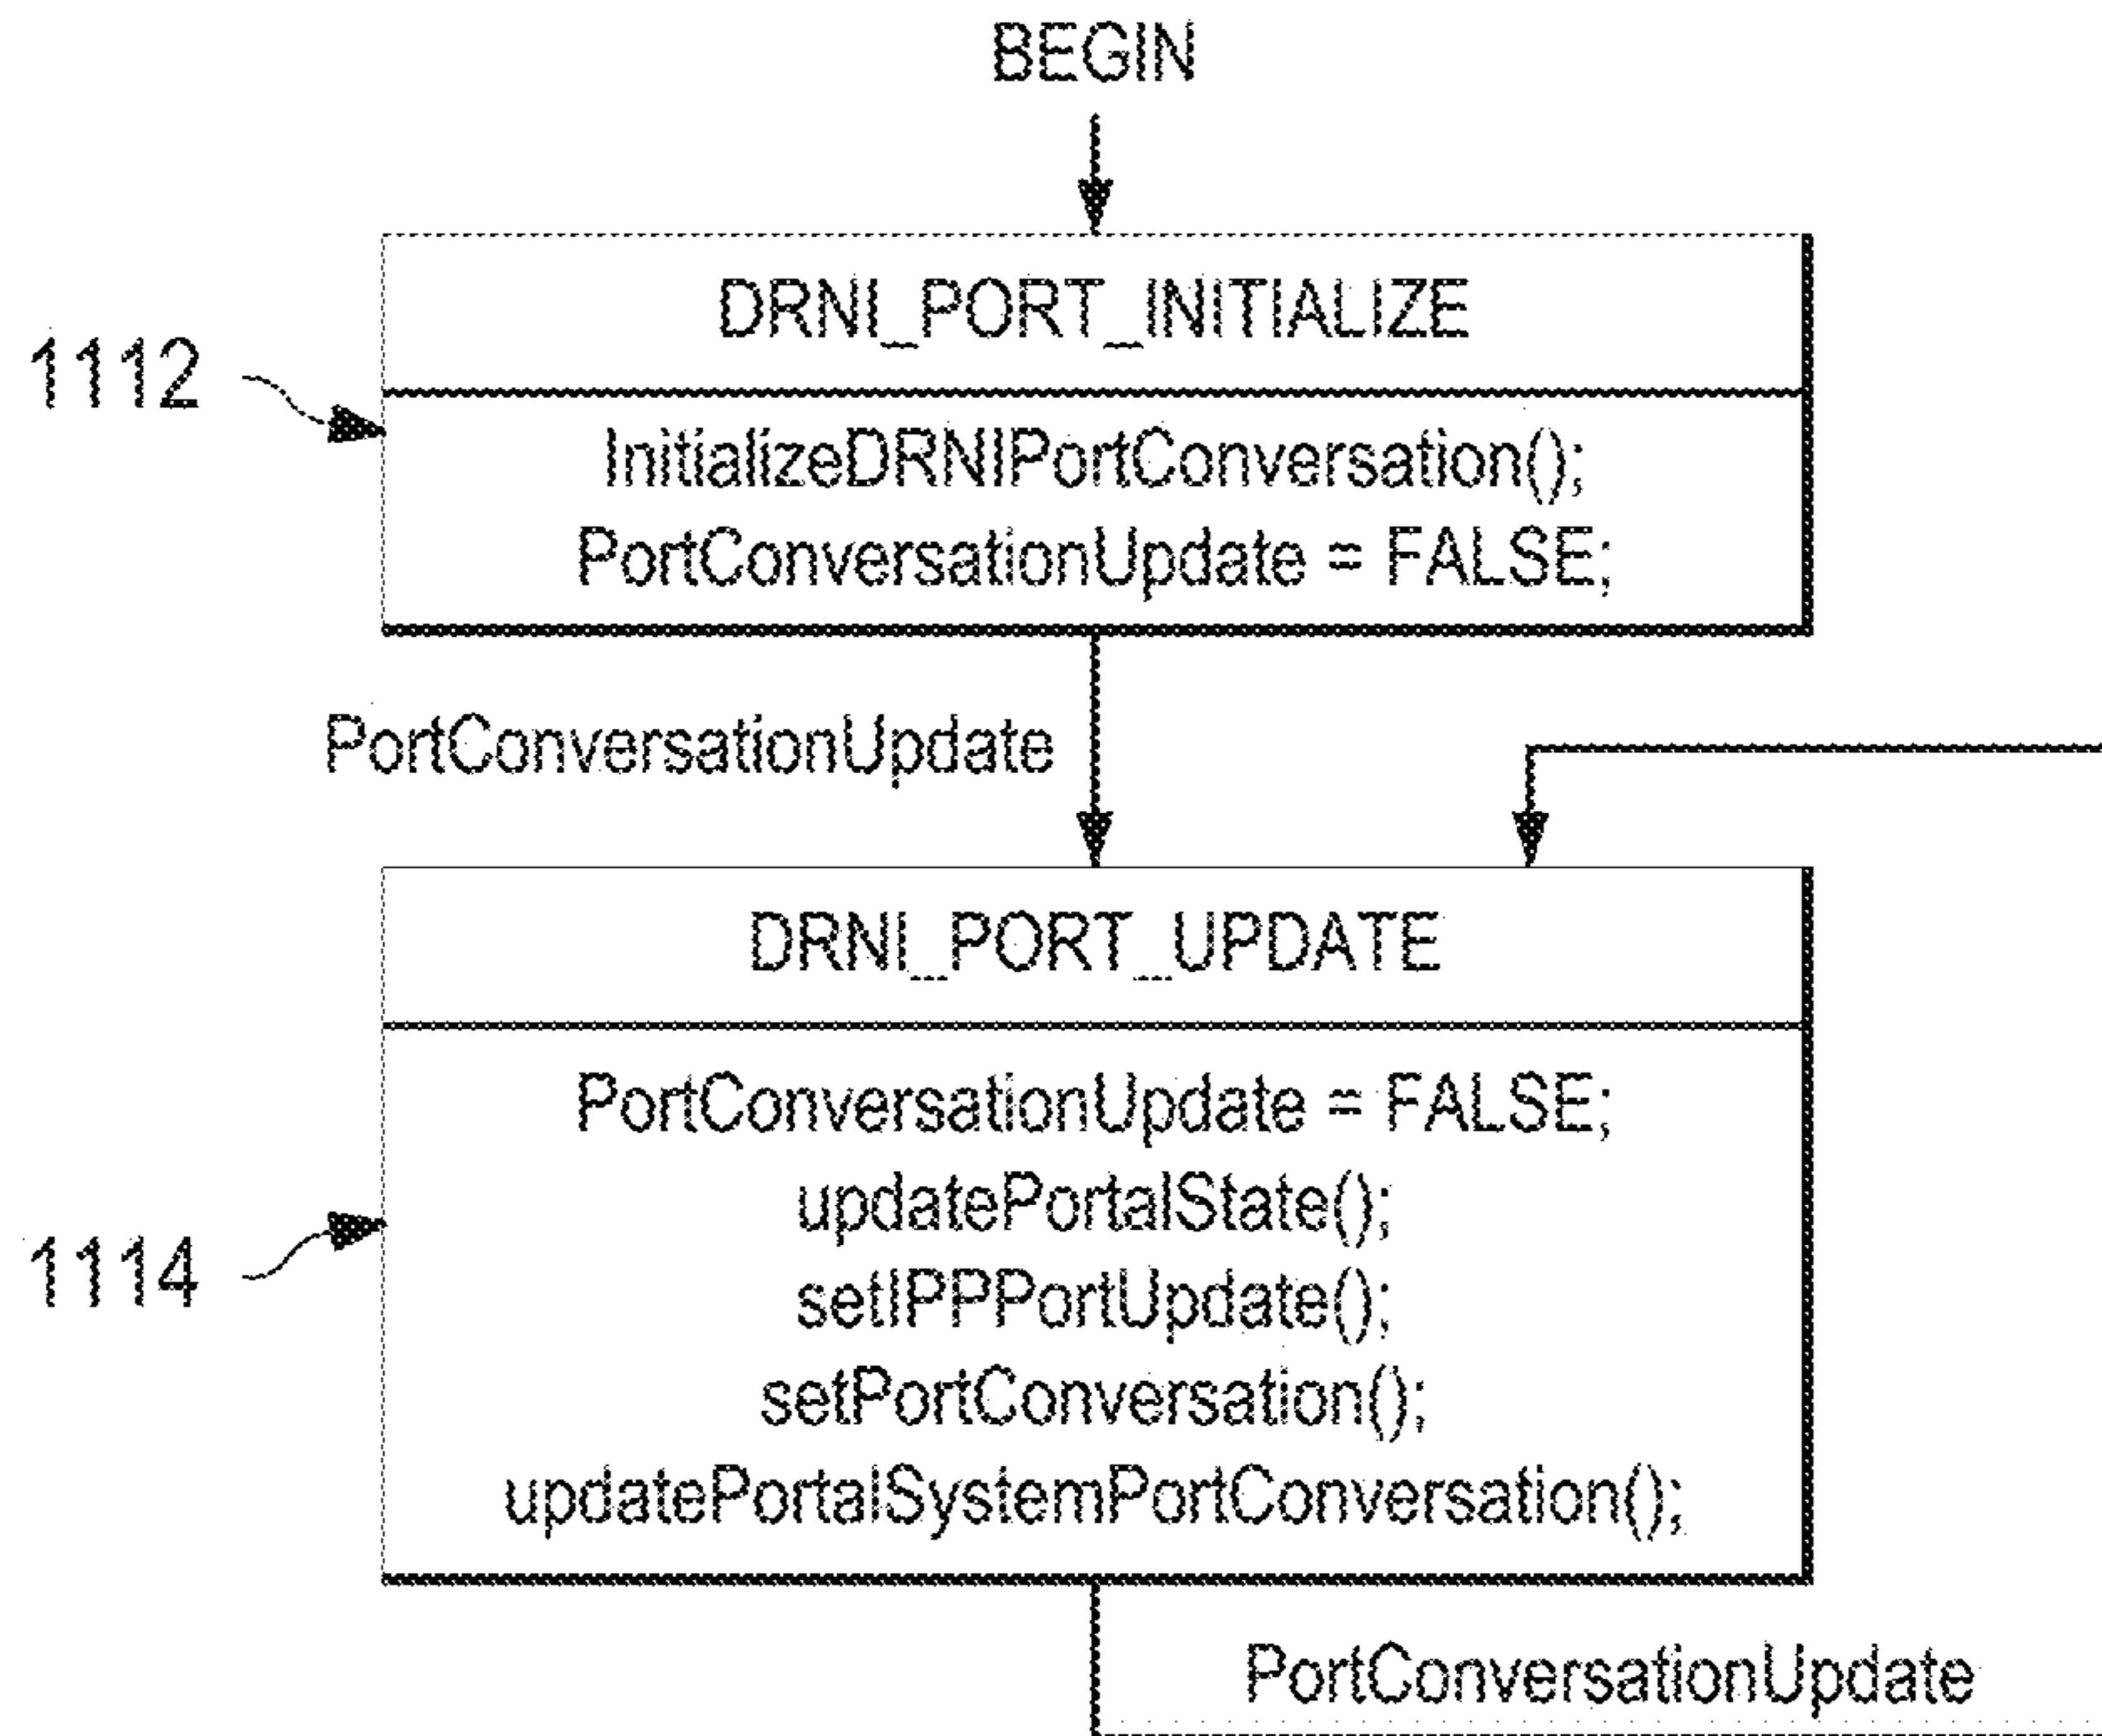 BEGIN
DRNI_PORT_INITIALIZE
1112
InitializeDRNIPortConversation();
PortConversationUpdate = FALSE;
PortConversationUpdate
DRNI_PORT_UPDATE
PortConversationUpdate = FALSE;
updatePortalState();
1114
setIPPPortUpdate();
setPortConversation();
updatePortalSystemPortConversation();
PortConversationUpdate